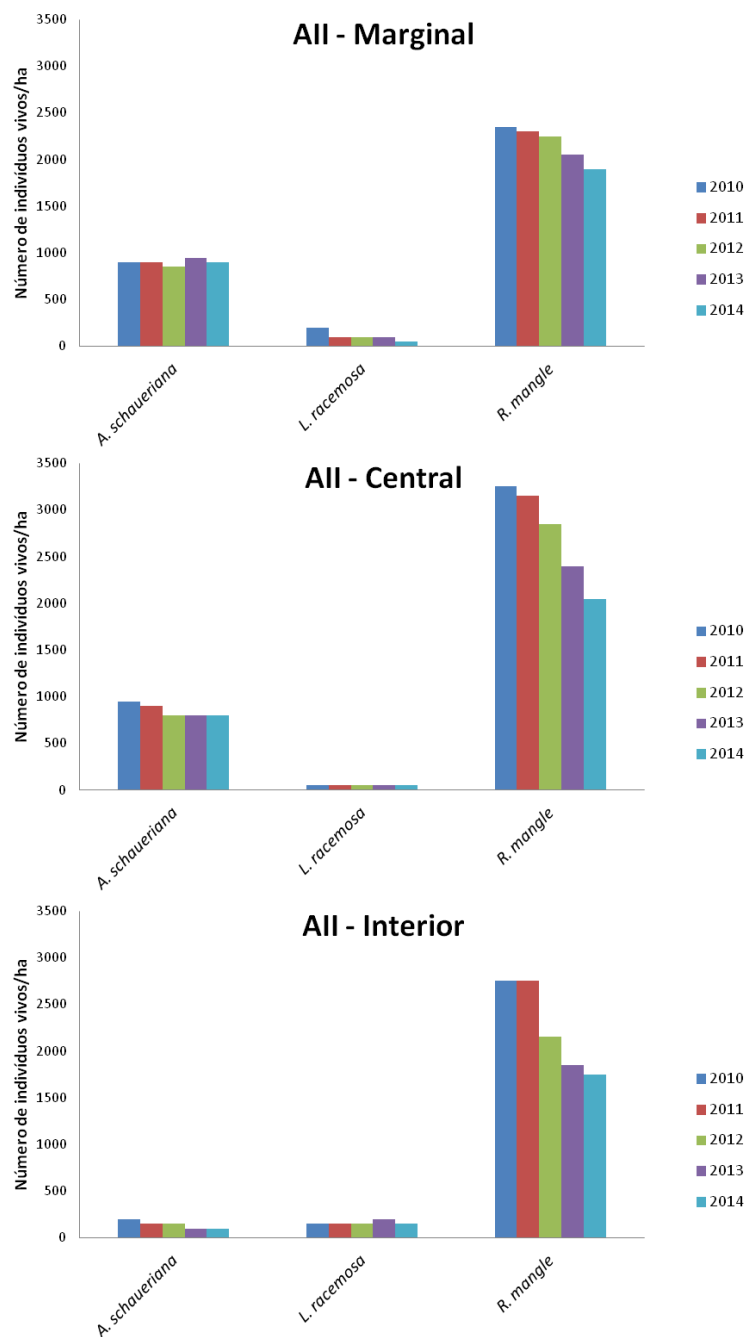 AII - Marginal
Número de indivíduos vivos/ha
3500
3000
2500
2000
1500
1000
500
0
A. schaueriana
L. racemosa
R. mangle
2010
2011
2012
2013
2014
AII - Central
Número de indivíduos vivos/ha
3500
3000
2500
2000
1500
1000
500
0
A. schaueriana
L. racemosa
R. mangle
2010
2011
2012
2013
2014
AII - Interior
Número de indivíduos vivos/ha
3500
3000
2500
2000
1500
1000
500
0
A. schaueriana
L. racemosa
R. mangle
2010
2011
2012
2013
2014